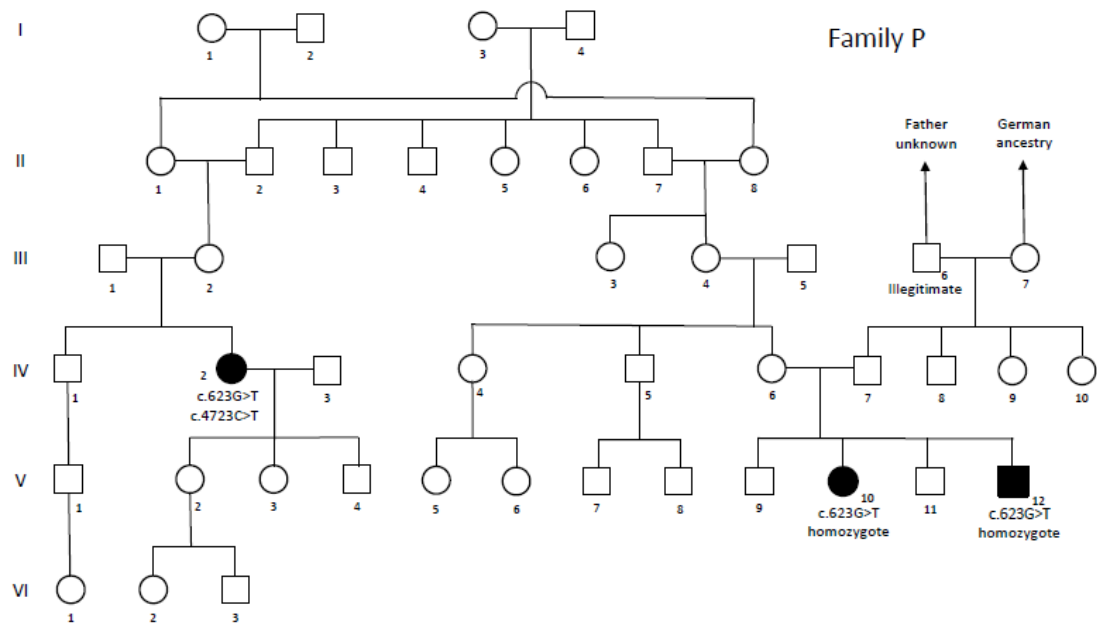 Family P
I
1
2
3
4
Father
unknown
German
ancestry
II
1
2
3
4
5
6
7
8
III
1
2
3
4
5
6
7
Illegitimate
IV
1
2
3
4
5
6
7
8
9
10
c.623G>T
c.4723C>T
V
1
2
3
4
5
6
7
8
9
10
11
12
c.623G>T
homozygote
c.623G>T
homozygote
VI
1
2
3